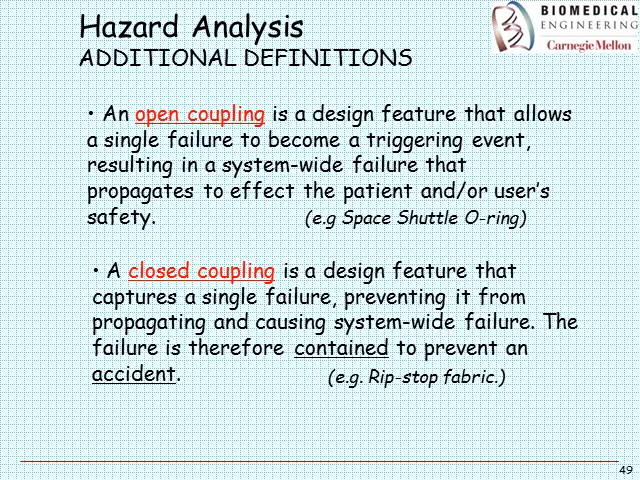 Hazard Analysis
ADDITIONAL DEFINITIONS
BIOMEDICAL
ENGINEERING
Carnegie Mellon
• An open coupling is a design feature that allows
a single failure to become a triggering event,
resulting in a system-wide failure that
propagates to effect the patient and/or user's
safety. (e.g Space Shuttle O-ring)
• A closed coupling is a design feature that
captures a single failure, preventing it from
propagating and causing system-wide failure. The
failure is therefore contained to prevent an
accident. (e.g. Rip-stop fabric.)
49